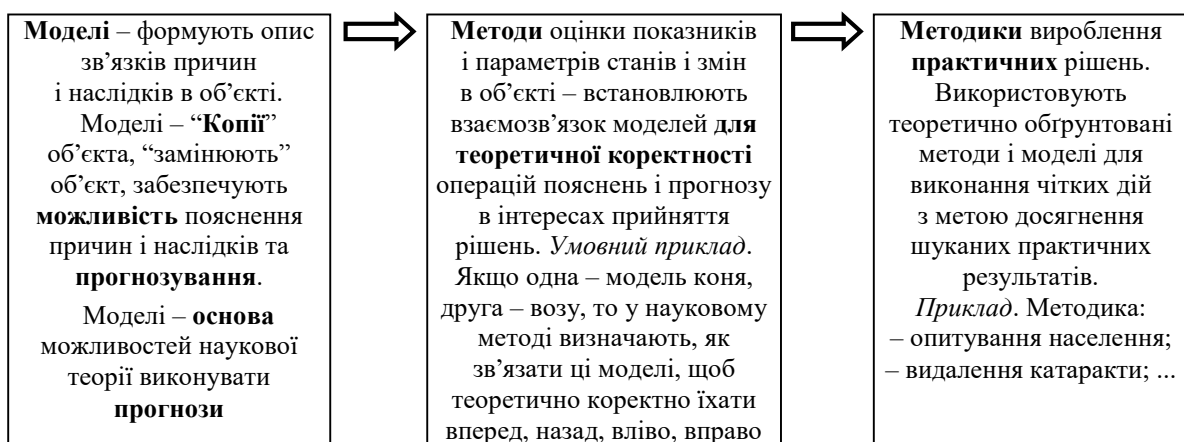 Моделі – формують опис
зв’язків причин
і наслідків в об’єкті.
Моделі – “Копії”
об’єкта, “замінюють”
об’єкт, забезпечують
можливість пояснення
причин і наслідків та
прогнозування.
Моделі – основа
можливостей наукової
теорії виконувати
прогнози
Методи оцінки показників
і параметрів станів і змін
в об’єкті – встановлюють
взаємозв’язок моделей для
теоретичної коректності
операцій пояснень і прогнозу
в інтересах прийняття
рішень. Умовний приклад.
Якщо одна – модель коня,
друга – возу, то у науковому
методі визначають, як
зв’язати ці моделі, щоб
теоретично коректно їхати
вперед, назад, вліво, вправо
Методики вироблення
практичних рішень.
Використовують
теоретично обґрунтовані
методи і моделі для
виконання чітких дій
з метою досягнення
шуканих практичних
результатів.
Приклад. Методика:
– опитування населення;
– видалення катаракти; ...